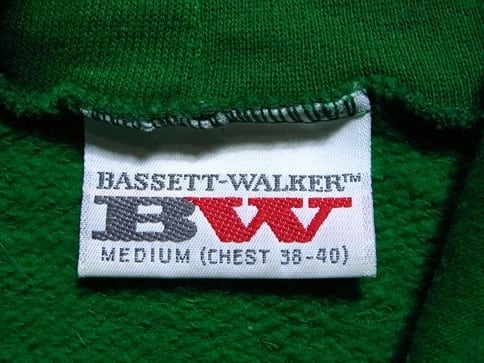 BASSETT-WALKER™
BW
MEDIUM (CHEST 38-40)